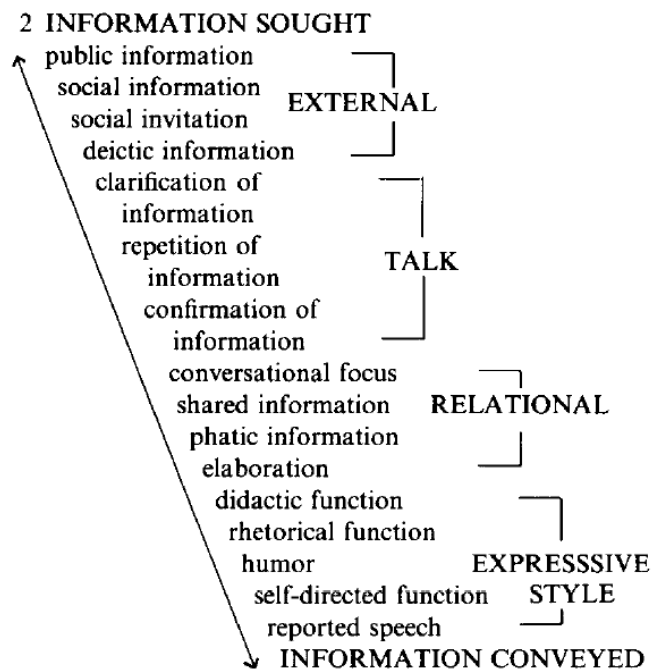 2 INFORMATION SOUGHT
public information
social information
EXTERNAL
social invitation
deictic information
clarification of
information
repetition of
TALK
information
confirmation of
information
conversational focus
shared information RELATIONAL
phatic information
elaboration
didactic function
rhetorical function
humor EXPRESSSIVE
self-directed function STYLE
reported speech
INFORMATION CONVEYED